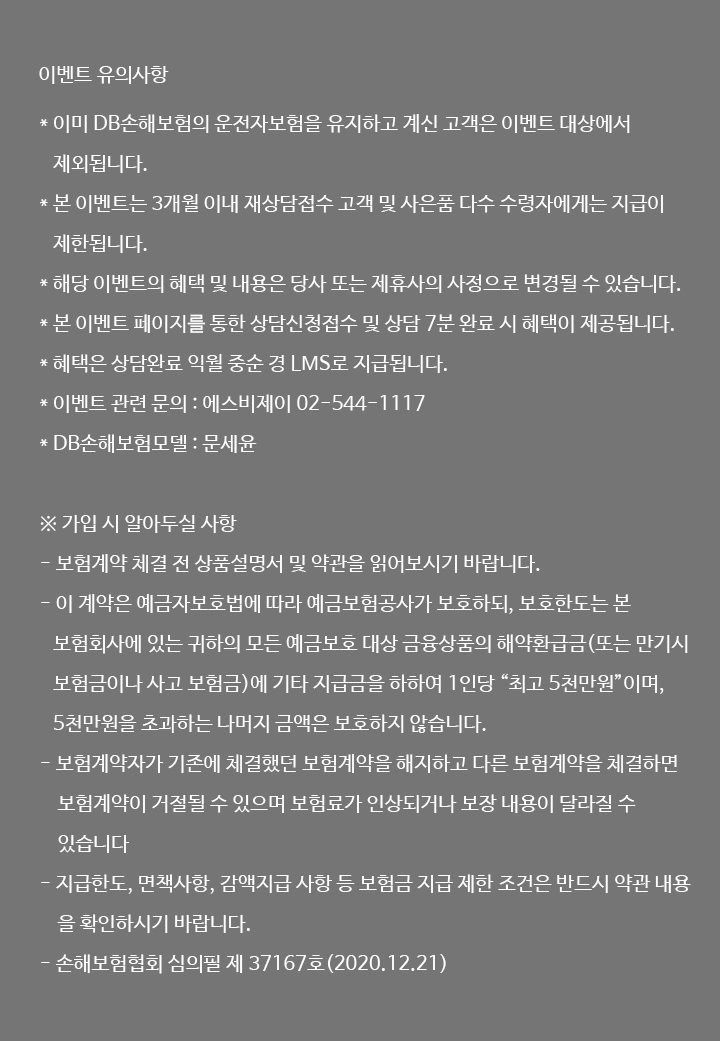 이벤트 유의사항
* 이미 DB손해보험의 운전자보험을 유지하고 계신 고객은 이벤트 대상에서
제외됩니다.
* 본 이벤트는 3개월 이내 재상담접수 고객 및 사은품 다수 수령자에게는 지급이
제한됩니다.
* 해당 이벤트의 혜택 및 내용은 당사 또는 제휴사의 사정으로 변경될 수 있습니다.
* 본 이벤트 페이지를 통한 상담신청접수 및 상담 7분 완료 시 혜택이 제공됩니다.
* 혜택은 상담완료 익월 중순 경 LMS로 지급됩니다.
* 이벤트 관련 문의 : 에스비제이 02-544-1117
* DB손해보험모델 : 문세윤
※ 가입 시 알아두실 사항
- 보험계약 체결 전 상품설명서 및 약관을 읽어보시기 바랍니다.
- 이 계약은 예금자보호법에 따라 예금보험공사가 보호하되, 보호한도는 본
보험회사에 있는 귀하의 모든 예금보호 대상 금융상품의 해약환급금(또는 만기시
보험금이나 사고 보험금)에 기타 지급금을 하하여 1인당 “최고 5천만원”이며,
5천만원을 초과하는 나머지 금액은 보호하지 않습니다.
- 보험계약자가 기존에 체결했던 보험계약을 해지하고 다른 보험계약을 체결하면
보험계약이 거절될 수 있으며 보험료가 인상되거나 보장 내용이 달라질 수
있습니다
- 지급한도, 면책사항, 감액지급 사항 등 보험금 지급 제한 조건은 반드시 약관 내용
을 확인하시기 바랍니다.
- 손해보험협회 심의필 제 37167호(2020.12.21)